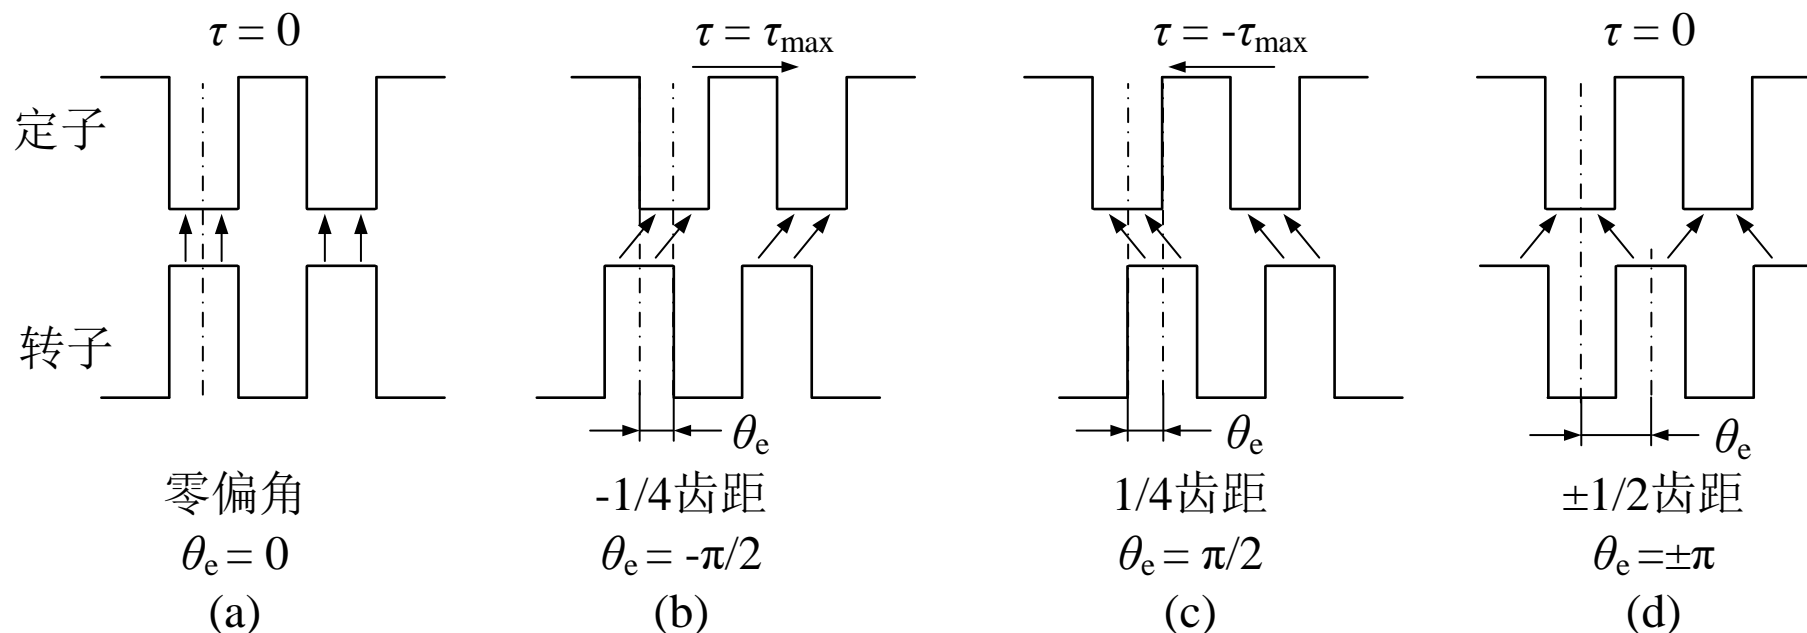 τ = 0
τ = τmax
τ = -τmax
τ = 0
定子
转子
θe
θe
θe
零偏角
-1/4齿距
1/4齿距
±1/2齿距
θe = 0
θe = -π/2
θe = π/2
θe =±π
(a)
(b)
(c)
(d)